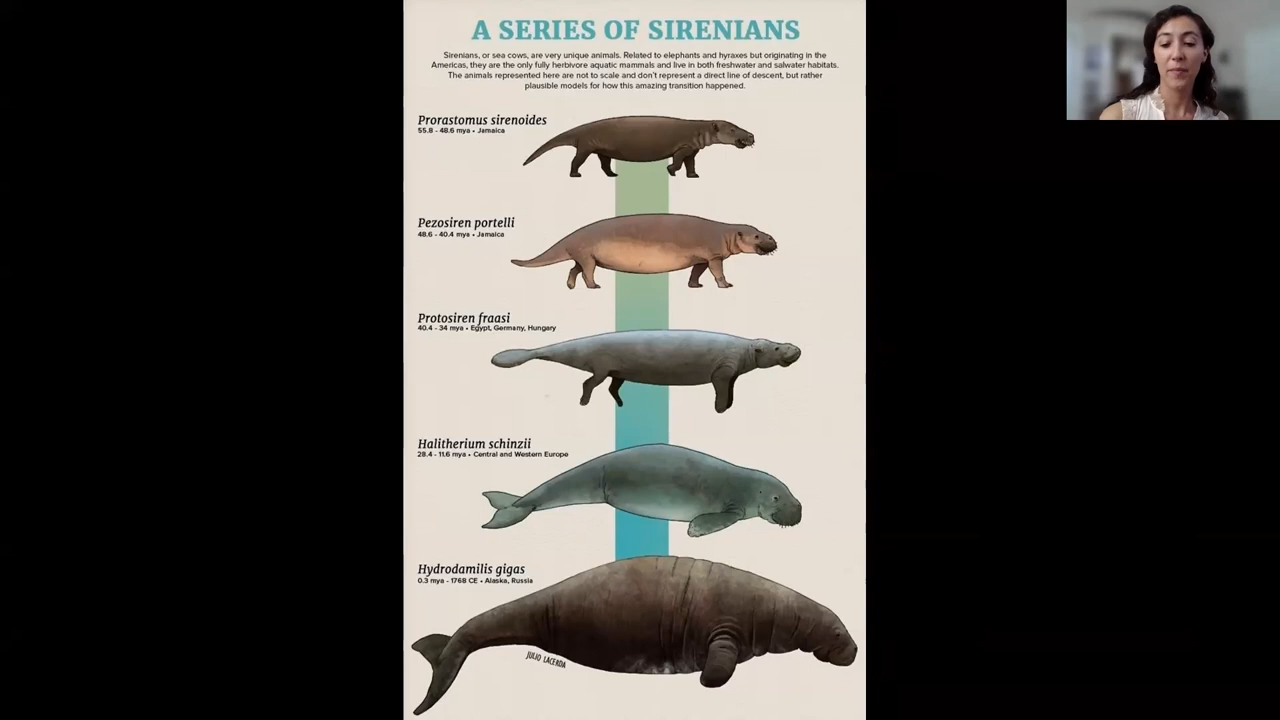 A SERIES OF SIRENIANS
Sirenians, or sea cows, are very unique animals. Related to elephants and hyraxes but originating in the
Americas, they are the only fully herbivore aquatic mammals and live in both freshwater and salwater habitats.
The animals represented here are not to scale and don't represent a direct line of descent, but rather
plausible models for how this amazing transition happened.
Prorastomus sirenoides
55.8 - 48.6 mya • Jamaica
Pezosiren portelli
48.6 - 40.4 mya • Jamaica
Protosiren fraasi
40.4 - 34 mya • Egypt, Germany, Hungary
Halitherium schinzii
28.4 - 11.6 mya • Central and Western Europe
Hydrodamilis gigas
0.3 mya - 1768 CE • Alaska, Russia
JULIO LACERDA